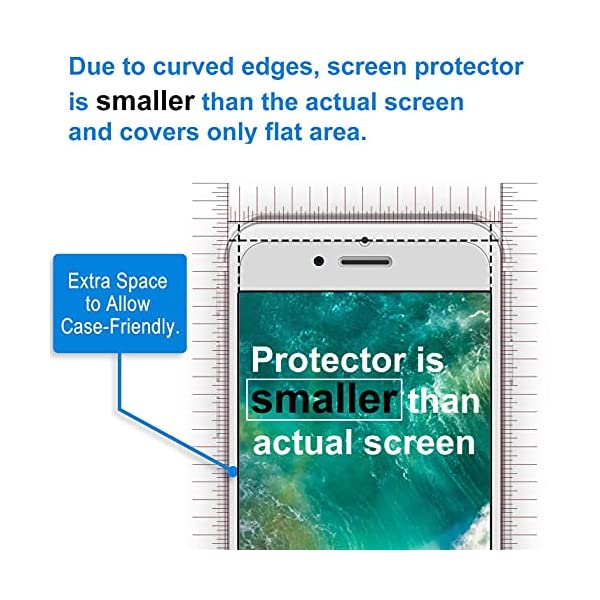 Due to curved edges, screen protector
is smaller than the actual screen
and covers only flat area.
Extra Space
to Allow
Case-Friendly.
Protector is
smaller than
actual screen